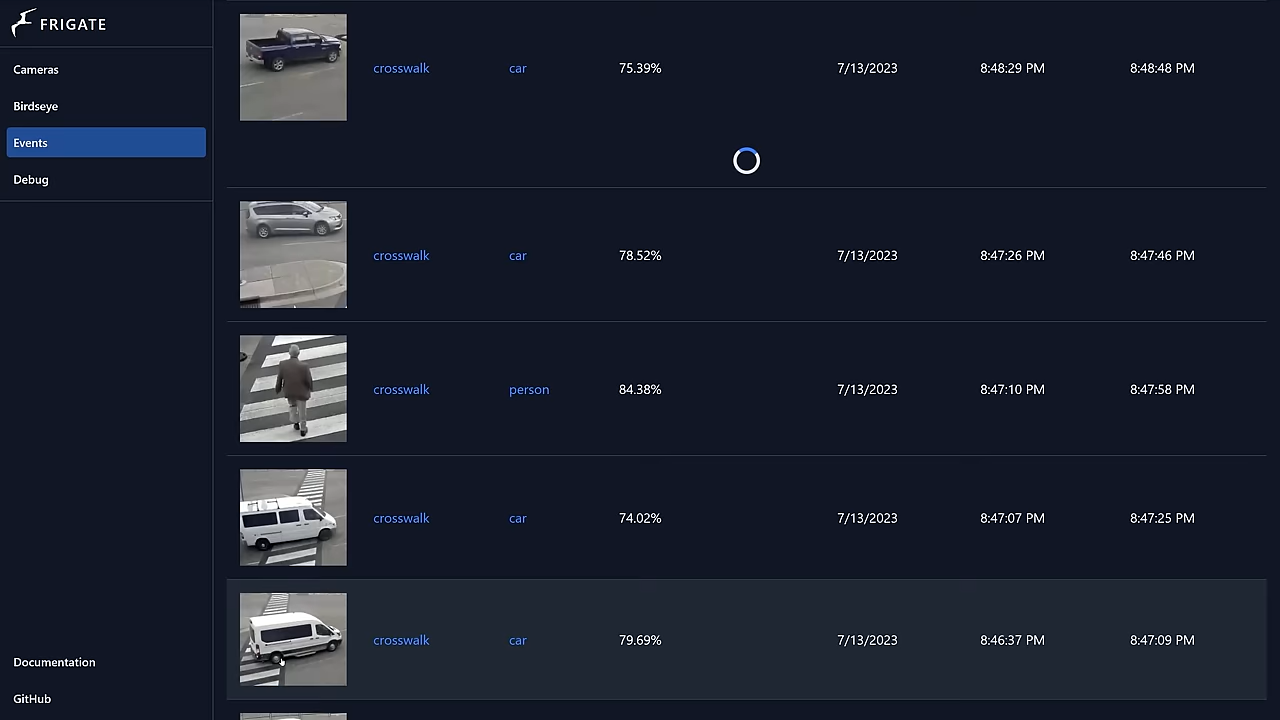 FRIGATE
Cameras
Birdseye
Events
Debug
Documentation
GitHub
crosswalk car 75.39% 7/13/2023 8:48:29 PM 8:48:48 PM
crosswalk car 78.52% 7/13/2023 8:47:26 PM 8:47:46 PM
crosswalk person 84.38% 7/13/2023 8:47:10 PM 8:47:58 PM
crosswalk car 74.02% 7/13/2023 8:47:07 PM 8:47:25 PM
crosswalk car 79.69% 7/13/2023 8:46:37 PM 8:47:09 PM